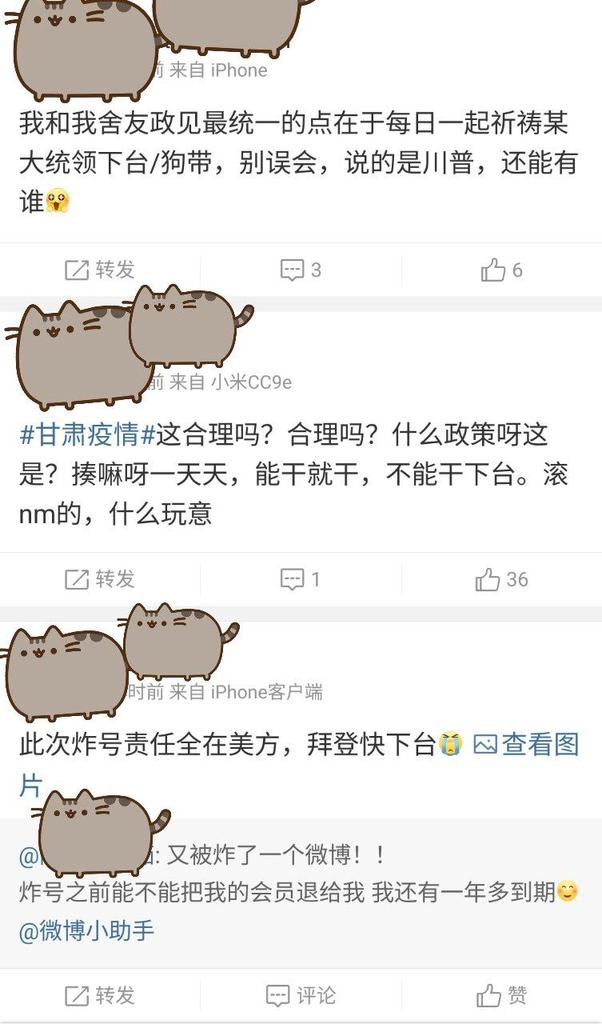 前 来自 iPhone
我和我舍友政见最统一的点在于每日一起祈祷某
大统领下台/狗带，别误会，说的是川普，还能有
谁😱
转发 3 6
前 来自 小米CC9e
#甘肃疫情#这合理吗？合理吗？什么政策呀这
是？揍嘛呀一天天，能干就干，不能干下台。滚
nm的，什么玩意
转发 1 36
时前 来自 iPhone客户端
此次炸号责任全在美方，拜登快下台😭 查看图
片
: 又被炸了一个微博！！
炸号之前能不能把我的会员退给我 我还有一年多到期😊
@微博小助手
转发 评论 赞